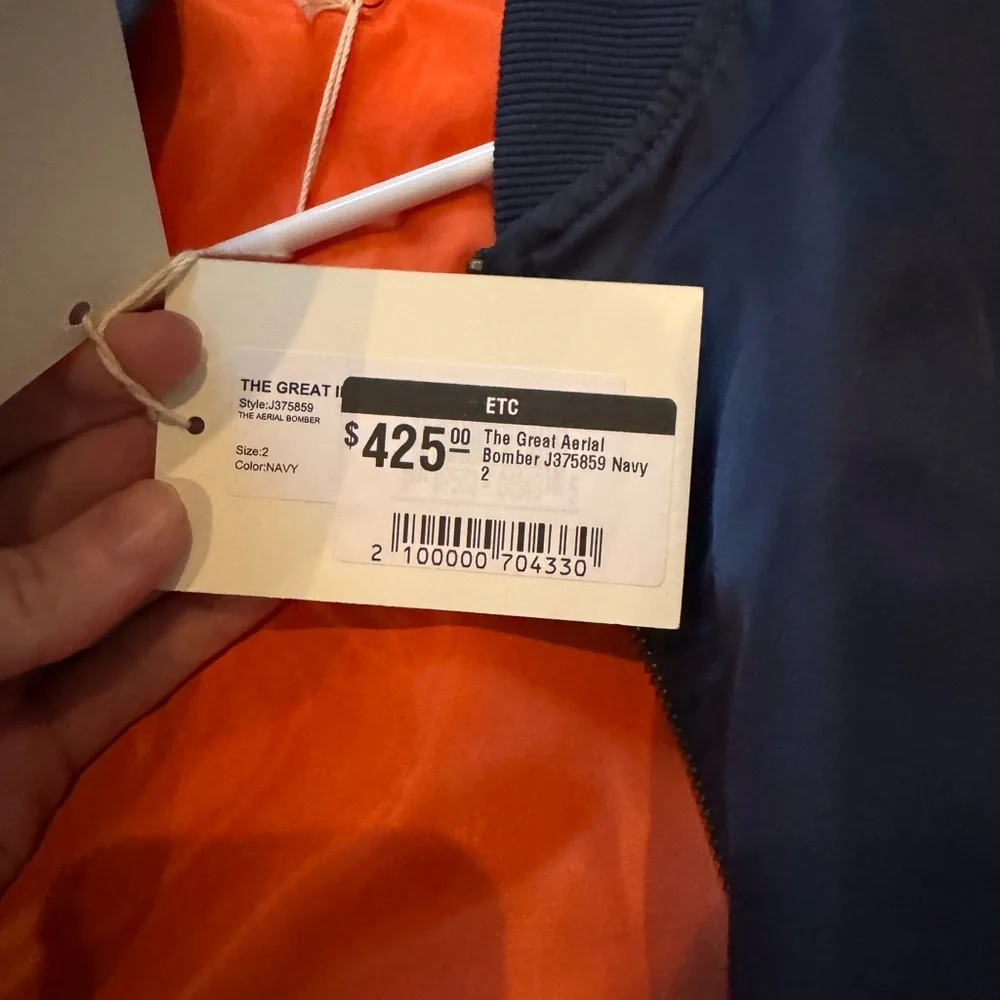 THE GREAT
Style:J375859
THE AERIAL BOMBER
Size:2
Color:NAVY
ETC
$425.00
The Great Aerial
Bomber J375859 Navy
2
2 100000 704330